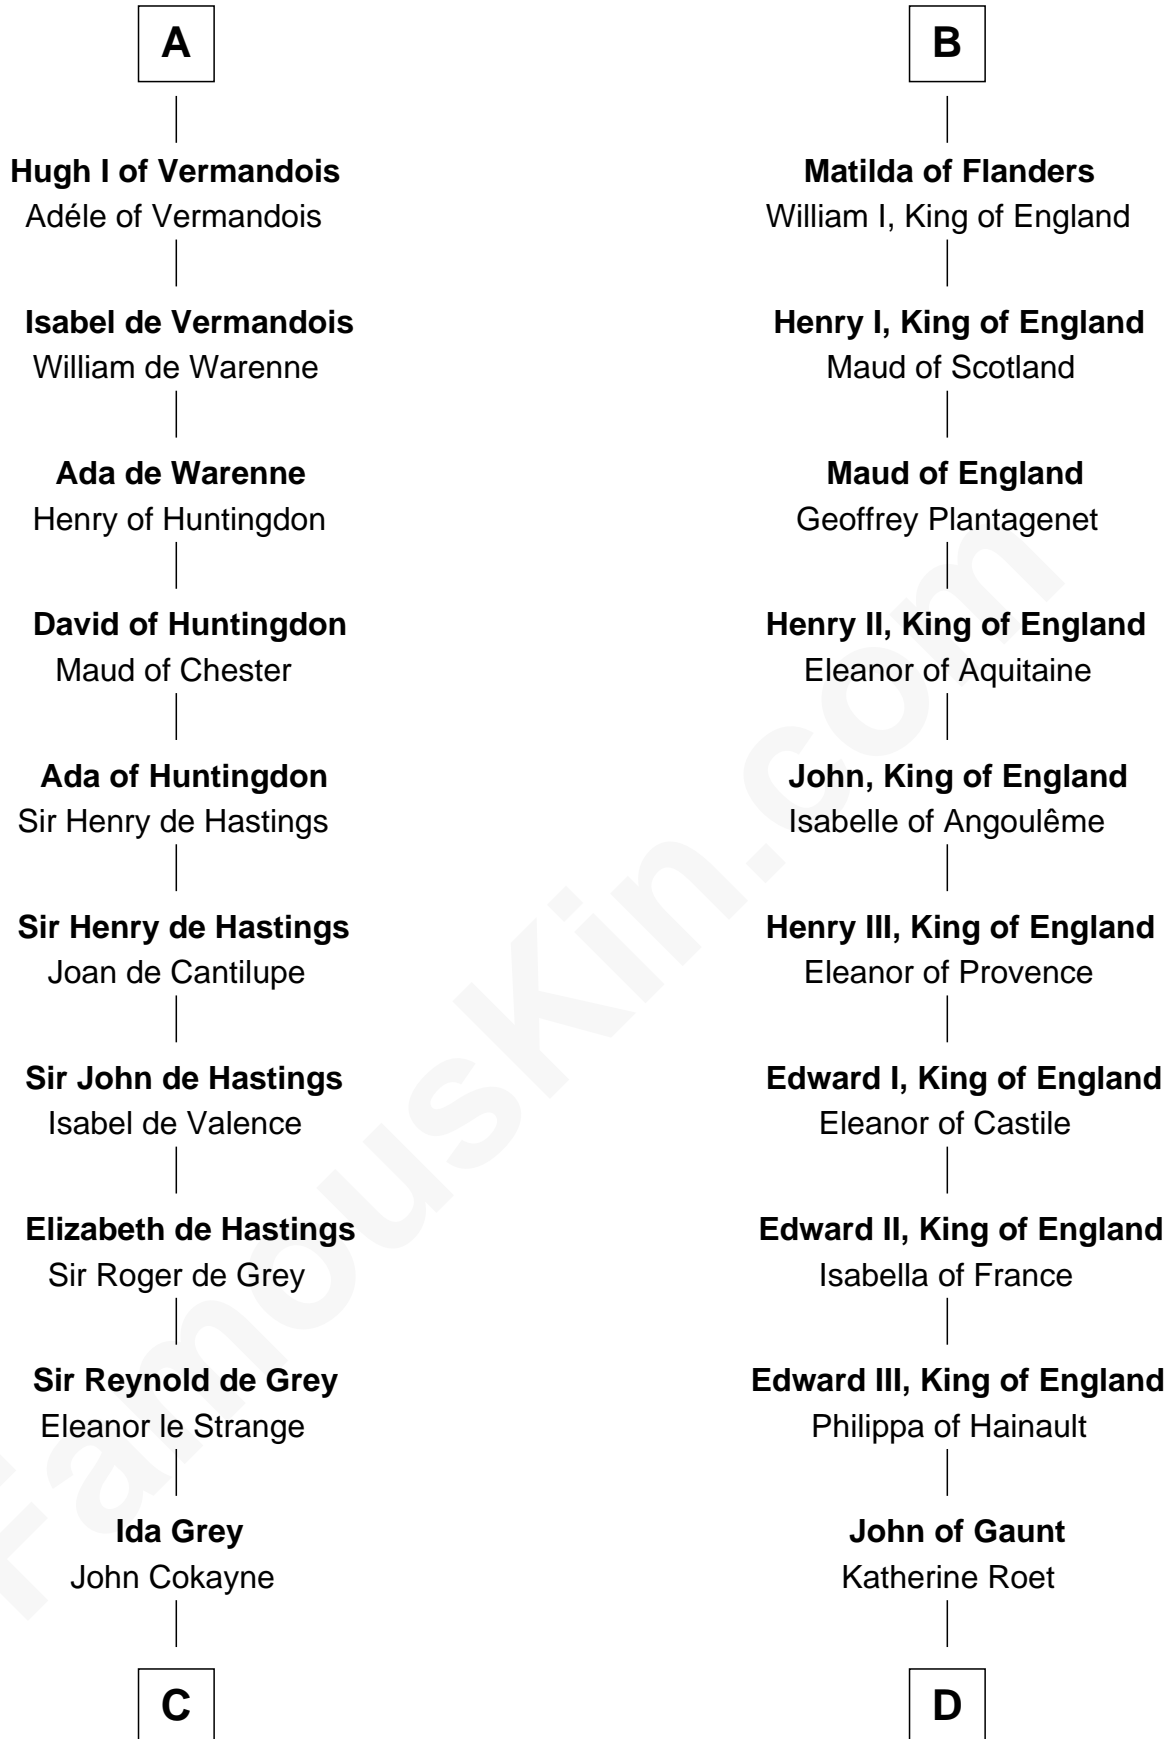 A
Hugh I of Vermandois
Adéle of Vermandois
Isabel de Vermandois
William de Warenne
Ada de Warenne
Henry of Huntingdon
David of Huntingdon
Maud of Chester
Ada of Huntingdon
Sir Henry de Hastings
Sir Henry de Hastings
Joan de Cantilupe
Sir John de Hastings
Isabel de Valence
Elizabeth de Hastings
Sir Roger de Grey
Sir Reynold de Grey
Eleanor le Strange
Ida Grey
John Cokayne
C
B
Matilda of Flanders
William I, King of England
Henry I, King of England
Maud of Scotland
Maud of England
Geoffrey Plantagenet
Henry II, King of England
Eleanor of Aquitaine
John, King of England
Isabelle of Angoulême
Henry III, King of England
Eleanor of Provence
Edward I, King of England
Eleanor of Castile
Edward II, King of England
Isabella of France
Edward III, King of England
Philippa of Hainault
John of Gaunt
Katherine Roet
D
FamousKin.com